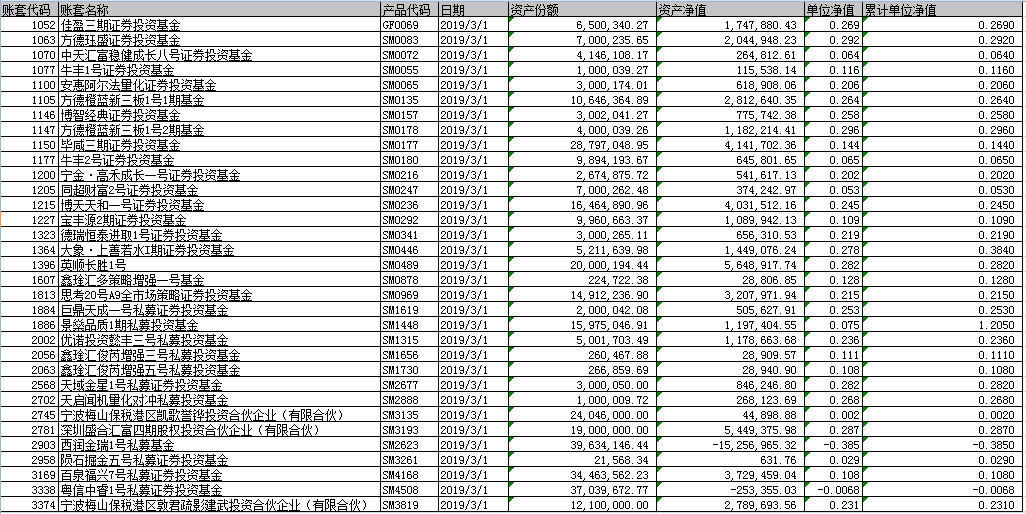 账套代码 账套名称 产品代码 日期 资产份额 资产净值 单位净值 累计单位净值
1052 佳盈三期证券投资基金 GF0069 2019/3/1 6,500,340.27 1,747,880.43 0.269 0.2690
1063 方德珏盛证券投资基金 SM0083 2019/3/1 7,000,235.65 2,044,948.23 0.292 0.2920
1070 中天汇富稳健成长八号证券投资基金 SM0072 2019/3/1 4,146,108.17 264,812.61 0.064 0.0640
1077 牛丰1号证券投资基金 SM0055 2019/3/1 1,000,039.27 115,538.14 0.116 0.1160
1100 安惠阿尔法量化证券投资基金 SM0065 2019/3/1 3,000,174.01 618,908.06 0.206 0.2060
1105 方德橙蓝新三板1号1期基金 SM0135 2019/3/1 10,646,364.89 2,812,640.35 0.264 0.2640
1146 博智经典证券投资基金 SM0157 2019/3/1 3,002,041.27 775,742.38 0.258 0.2580
1147 方德橙蓝新三板1号2期基金 SM0178 2019/3/1 4,000,039.26 1,182,214.41 0.296 0.2960
1150 毕咸三期证券投资基金 SM0177 2019/3/1 28,797,048.95 4,141,702.36 0.144 0.1440
1177 牛丰2号证券投资基金 SM0180 2019/3/1 9,894,193.67 645,801.65 0.065 0.0650
1200 宁金·高禾成长一号证券投资基金 SM0216 2019/3/1 2,674,875.72 541,617.13 0.202 0.2020
1205 同超财富2号证券投资基金 SM0247 2019/3/1 7,000,262.48 374,242.97 0.053 0.0530
1215 博天天和一号证券投资基金 SM0236 2019/3/1 16,464,890.96 4,031,512.16 0.245 0.2450
1227 宝丰源2期证券投资基金 SM0292 2019/3/1 9,960,663.37 1,089,942.13 0.109 0.1090
1323 德瑞恒泰进取1号证券投资基金 SM0341 2019/3/1 3,000,265.11 656,310.53 0.219 0.2190
1364 大象·上善若水I期证券投资基金 SM0446 2019/3/1 5,211,639.98 1,449,076.24 0.278 0.3840
1396 英顺长胜1号 SM0489 2019/3/1 20,000,194.44 5,648,917.74 0.282 0.2820
1607 鑫琻汇多策略增强一号基金 SM0878 2019/3/1 224,722.38 28,806.85 0.128 0.1280
1813 思考20号A9全市场策略证券投资基金 SM0969 2019/3/1 14,912,236.90 3,207,971.94 0.215 0.2150
1884 巨鼎天成一号私募证券投资基金 SM1619 2019/3/1 2,000,042.08 505,627.91 0.253 0.2530
1886 景燊品质1期私募投资基金 SM1448 2019/3/1 15,975,046.91 1,197,404.55 0.075 1.2050
2002 优诺投资懿丰三号私募投资基金 SM1315 2019/3/1 5,001,703.49 1,178,663.68 0.236 0.2360
2056 鑫琻汇俊芮增强三号私募投资基金 SM1656 2019/3/1 260,467.88 28,909.57 0.111 0.1110
2063 鑫琻汇俊芮增强五号私募投资基金 SM1730 2019/3/1 266,859.69 28,940.90 0.108 0.1080
2568 天域金星1号私募证券投资基金 SM2677 2019/3/1 3,000,050.00 846,246.80 0.282 0.2820
2702 天启闻机量化对冲私募投资基金 SM2888 2019/3/1 1,000,009.72 268,123.69 0.268 0.2680
2745 宁波梅山保税港区凯歌誉铧投资合伙企业（有限合伙） SM3135 2019/3/1 24,046,000.00 44,898.88 0.002 0.0020
2781 深圳盛合汇富四期股权投资合伙企业（有限合伙） SM3193 2019/3/1 19,000,000.00 5,449,375.98 0.287 0.2870
2903 西润金瑞1号私募基金 SM2623 2019/3/1 39,634,146.44 -15,256,965.32 -0.385 -0.3850
2958 陨石掘金五号私募证券投资基金 SM3261 2019/3/1 21,568.34 631.76 0.029 0.0290
3169 百泉福兴7号私募证券投资基金 SM4168 2019/3/1 34,463,562.23 3,729,459.04 0.108 0.1080
3338 粤信中睿1号私募证券投资基金 SM4508 2019/3/1 37,039,672.77 -253,355.03 -0.0068 -0.0068
3374 宁波梅山保税港区敦君疏影建武投资合伙企业（有限合伙） SM3819 2019/3/1 12,100,000.00 2,789,693.56 0.231 0.2310